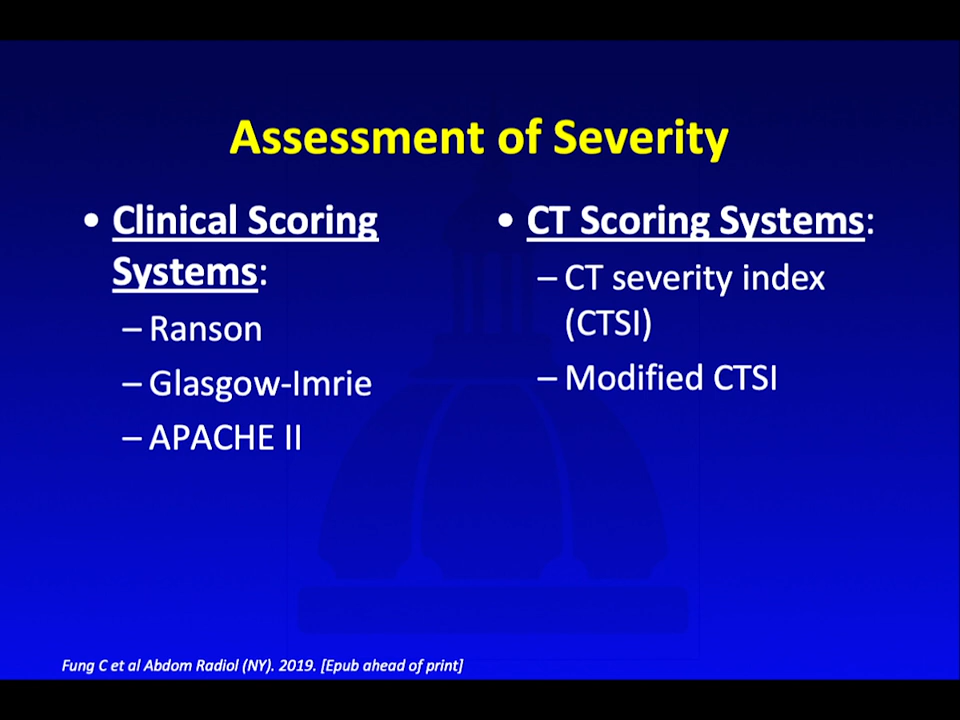 Assessment of Severity
• Clinical Scoring
Systems:
– Ranson
– Glasgow-Imrie
– APACHE II
• CT Scoring Systems:
– CT severity index
(CTSI)
– Modified CTSI
Fung C et al Abdom Radiol (NY). 2019. [Epub ahead of print]